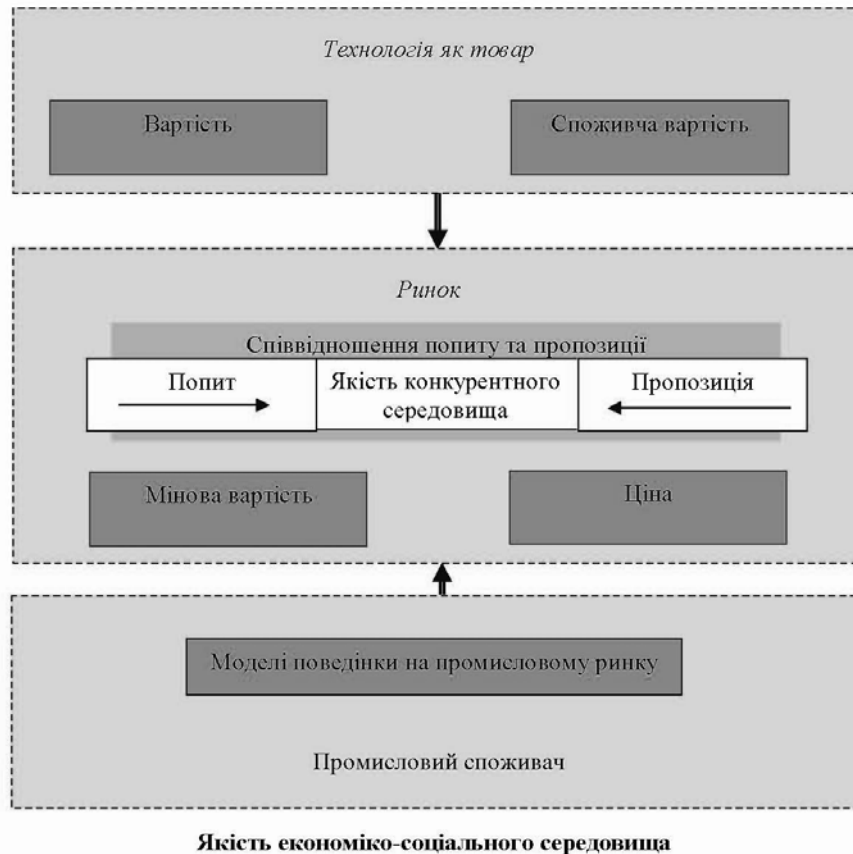 Технологія як товар
Вартість
Споживча вартість
Ринок
Співвідношення попиту та пропозиції
Попит
Якість конкурентного
середовища
Пропозиція
Мінова вартість
Ціна
Моделі поведінки на промисловому ринку
Промисловий споживач
Якість економіко-соціального середовища